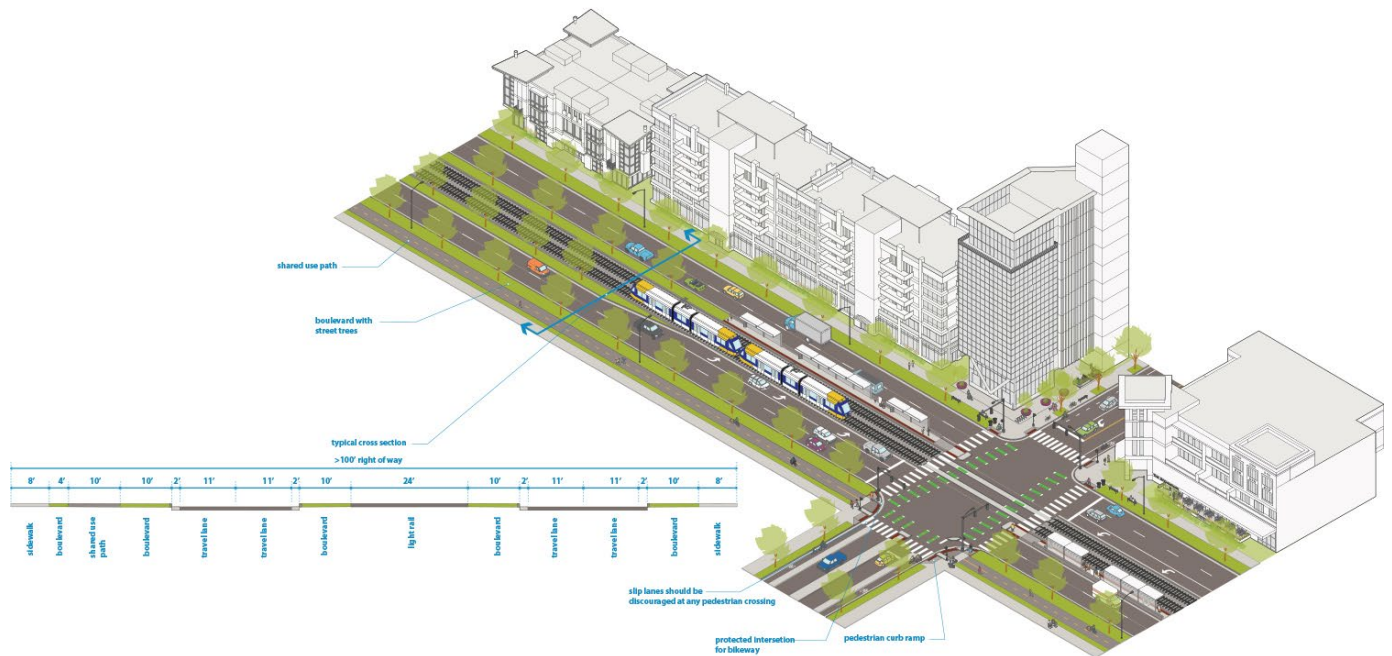 shared use path
boulevard with
street trees
typical cross section
>100' right of way
8' 4' 10' 10' 2' 11' 11' 2' 10' 24' 10' 2' 11' 11' 2' 10' 8'
sidewalk
boulevard
shared use
path
boulevard
travel lane
travel lane
boulevard
light rail
boulevard
travel lane
travel lane
boulevard
sidewalk
slip lanes should be
discouraged at any pedestrian crossing
protected intersetion
for bikeway
pedestrian curb ramp